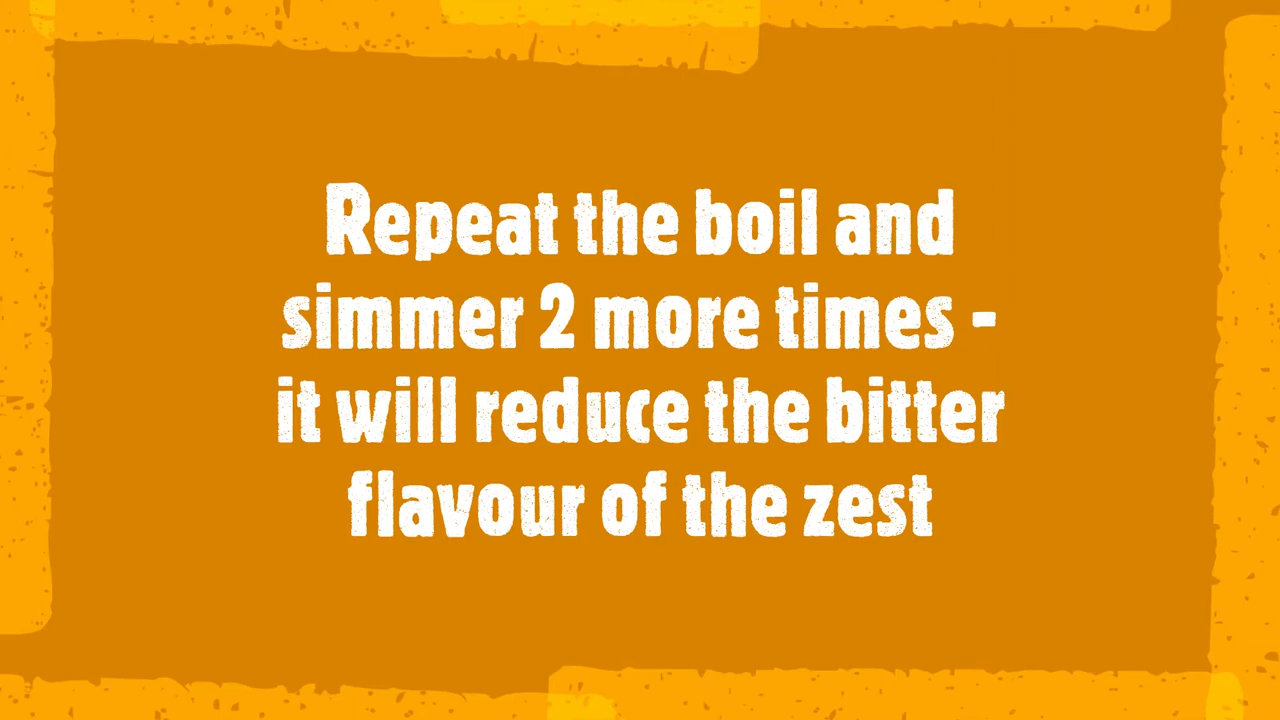 Repeat the boil and
simmer 2 more times -
it will reduce the bitter
flavour of the zest